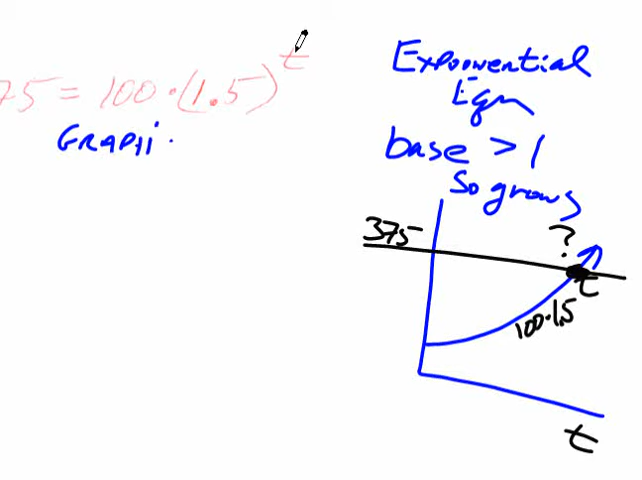 75 = 100 · (1.5)^t
GRAPH:
Exponential
Eqn
base > 1
So grows
375
?
100·1.5^t
t